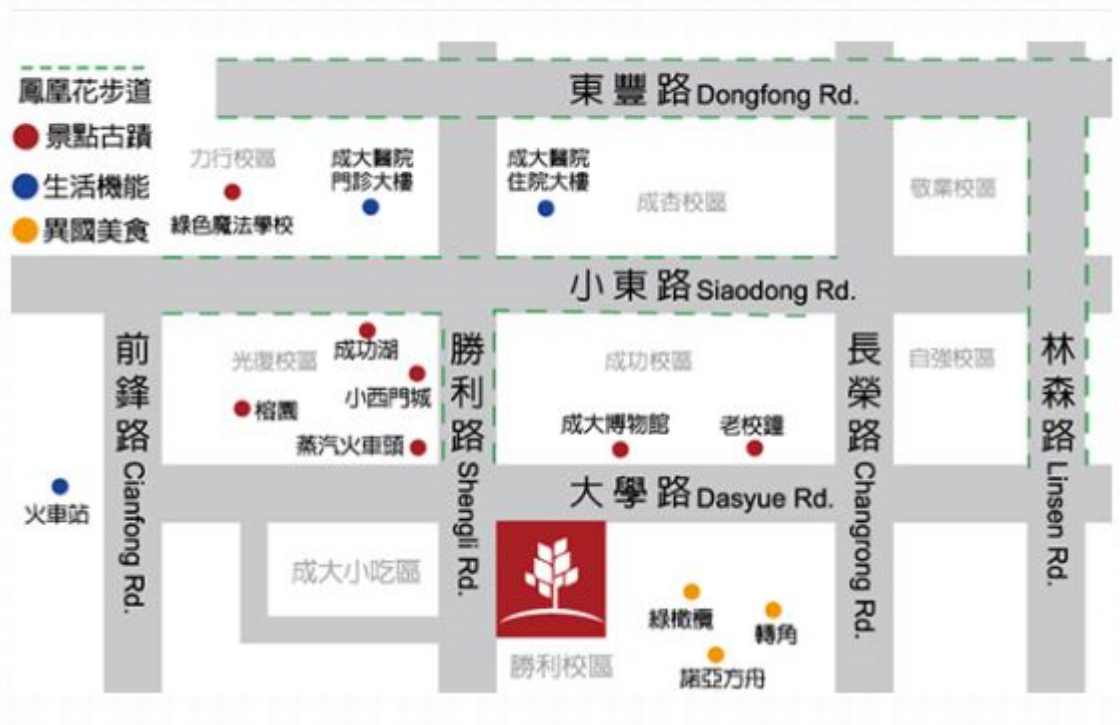 鳳凰花步道
景點古蹟
生活機能
異國美食
東豐路 Dongfong Rd.
力行校區
綠色魔法學校
成大醫院
門診大樓
成大醫院
住院大樓
成杏校區
敬業校區
小東路 Siaodong Rd.
前鋒路 Cianfong Rd.
光復校區
成功湖
小西門城
榕園
蒸汽火車頭
勝利路 Shengli Rd.
成功校區
成大博物館
老校鐘
長榮路 Changrong Rd.
自強校區
林森路 Linsen Rd.
火車站
大學路 Dasyue Rd.
成大小吃區
勝利校區
綠橄欖
轉角
諾亞方舟